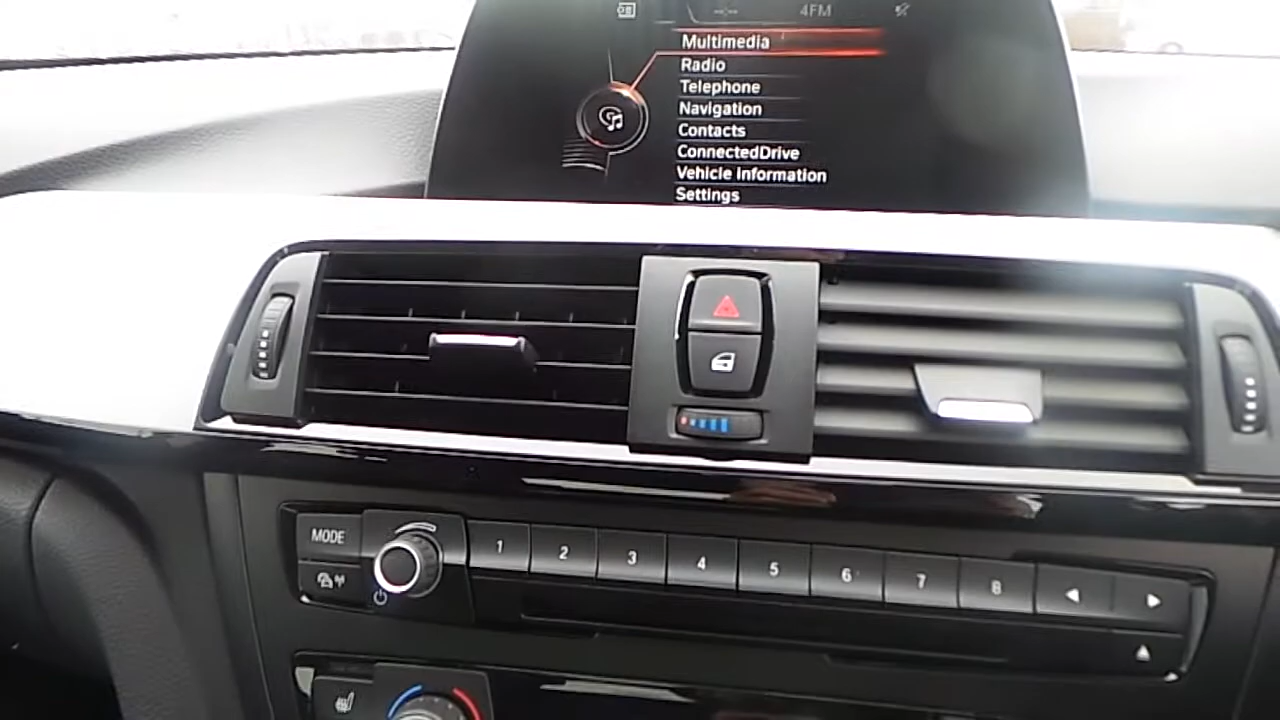 4FM
Multimedia
Radio
Telephone
Navigation
Contacts
ConnectedDrive
Vehicle information
Settings
MODE
1 2 3 4 5 6 7 8